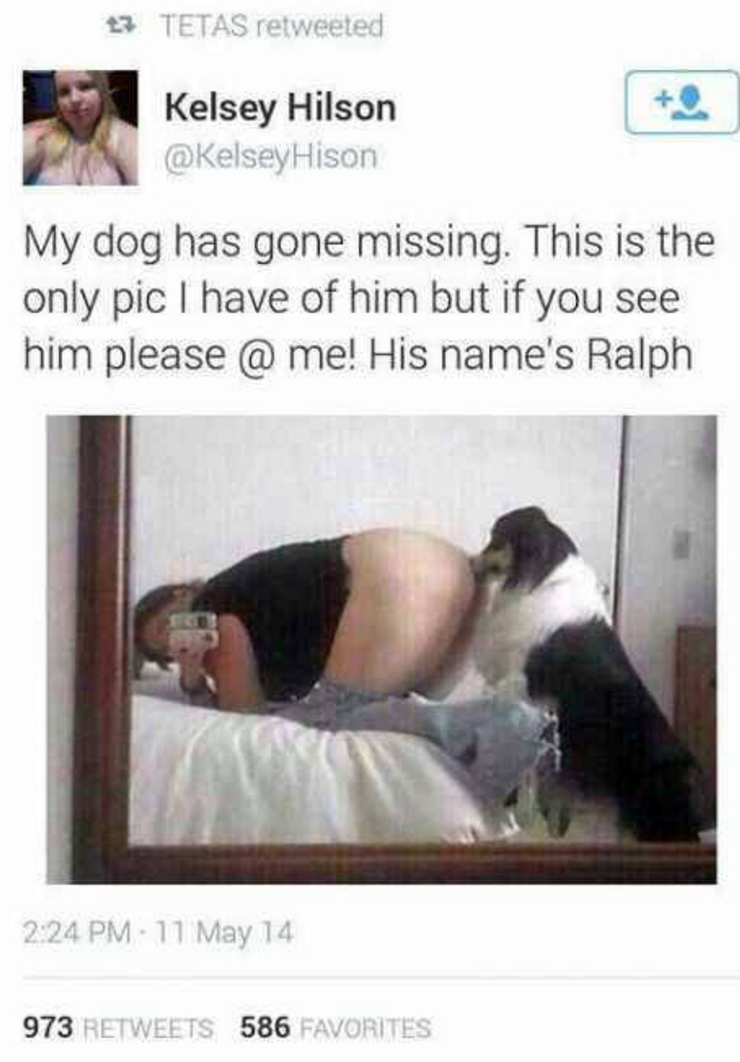 TETAS retweeted
Kelsey Hilson
@KelseyHison
My dog has gone missing. This is the
only pic I have of him but if you see
him please @ me! His name's Ralph
2:24 PM · 11 May 14
973 RETWEETS 586 FAVORITES